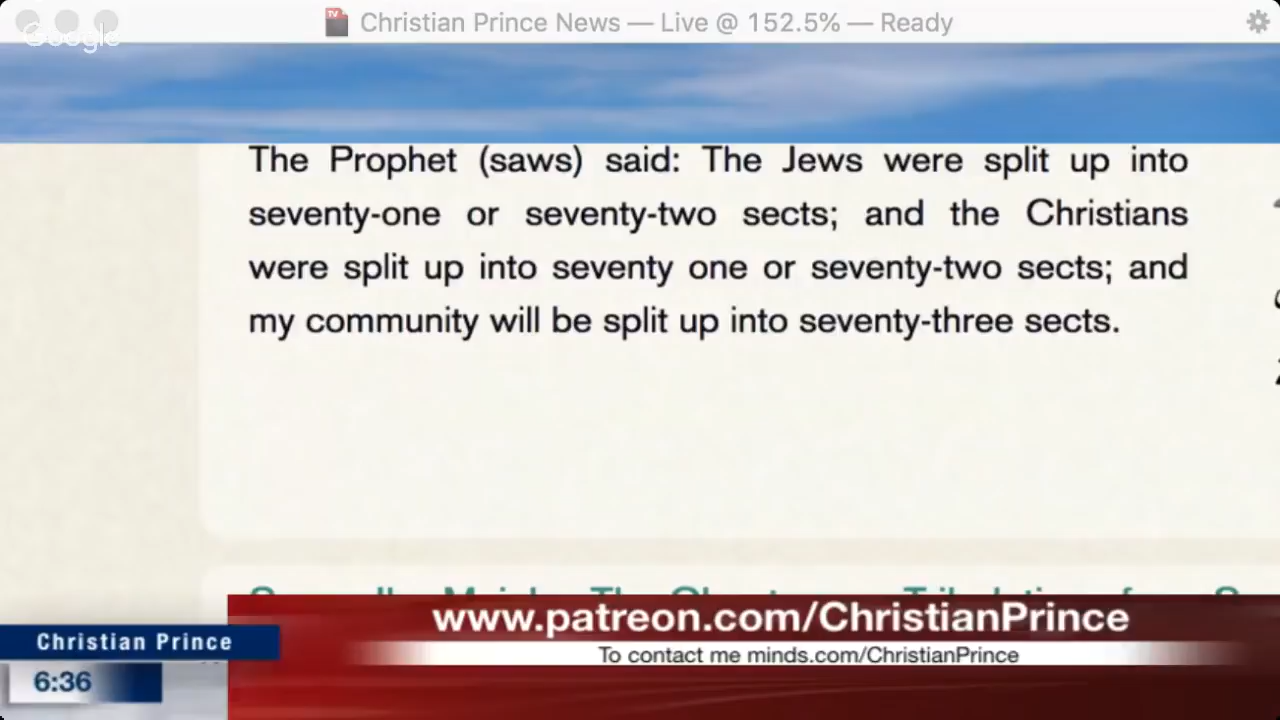 Christian Prince News — Live @ 152.5% — Ready
Google
The Prophet (saws) said: The Jews were split up into
seventy-one or seventy-two sects; and the Christians
were split up into seventy one or seventy-two sects; and
my community will be split up into seventy-three sects.
www.patreon.com/ChristianPrince
Christian Prince
To contact me minds.com/ChristianPrince
6:36